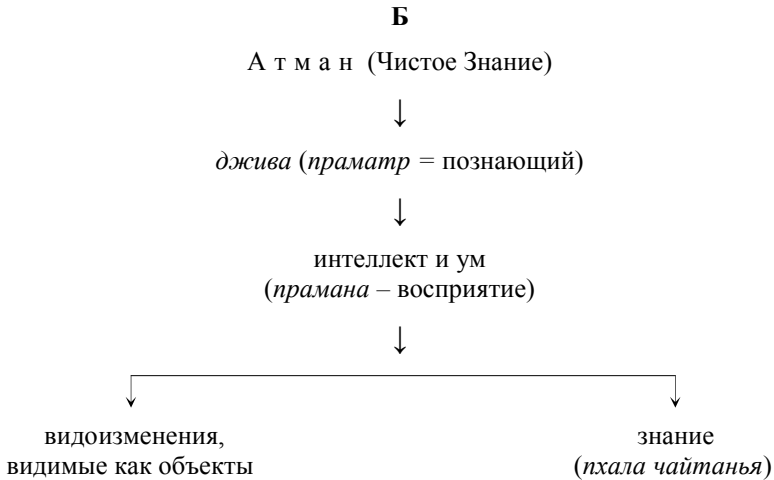 Б
А т м а н (Чистое Знание)
джива (праматр = познающий)
интеллект и ум
(прамана – восприятие)
видоизменения,
видимые как объекты
знание
(пхала чайтанья)